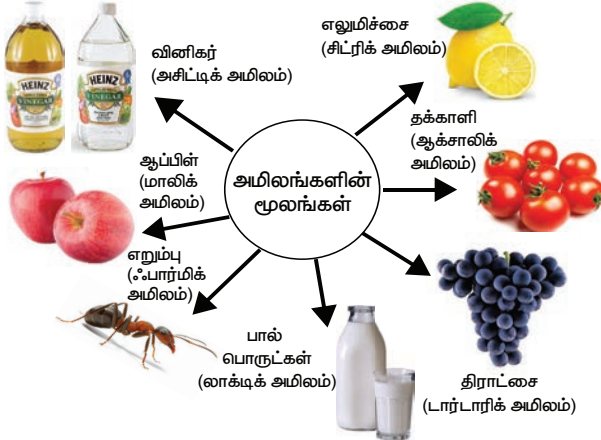 வினிகர்
(அசிட்டிக் அமிலம்)
எலுமிச்சை
(சிட்ரிக் அமிலம்)
தக்காளி
(ஆக்சாலிக்
அமிலம்)
ஆப்பிள்
(மாலிக்
அமிலம்)
அமிலங்களின்
மூலங்கள்
எறும்பு
(ஃபார்மிக்
அமிலம்)
பால்
பொருட்கள்
(லாக்டிக் அமிலம்)
திராட்சை
(டார்டாரிக் அமிலம்)
HEINZ
VINEGAR
HEINZ
VINEGAR